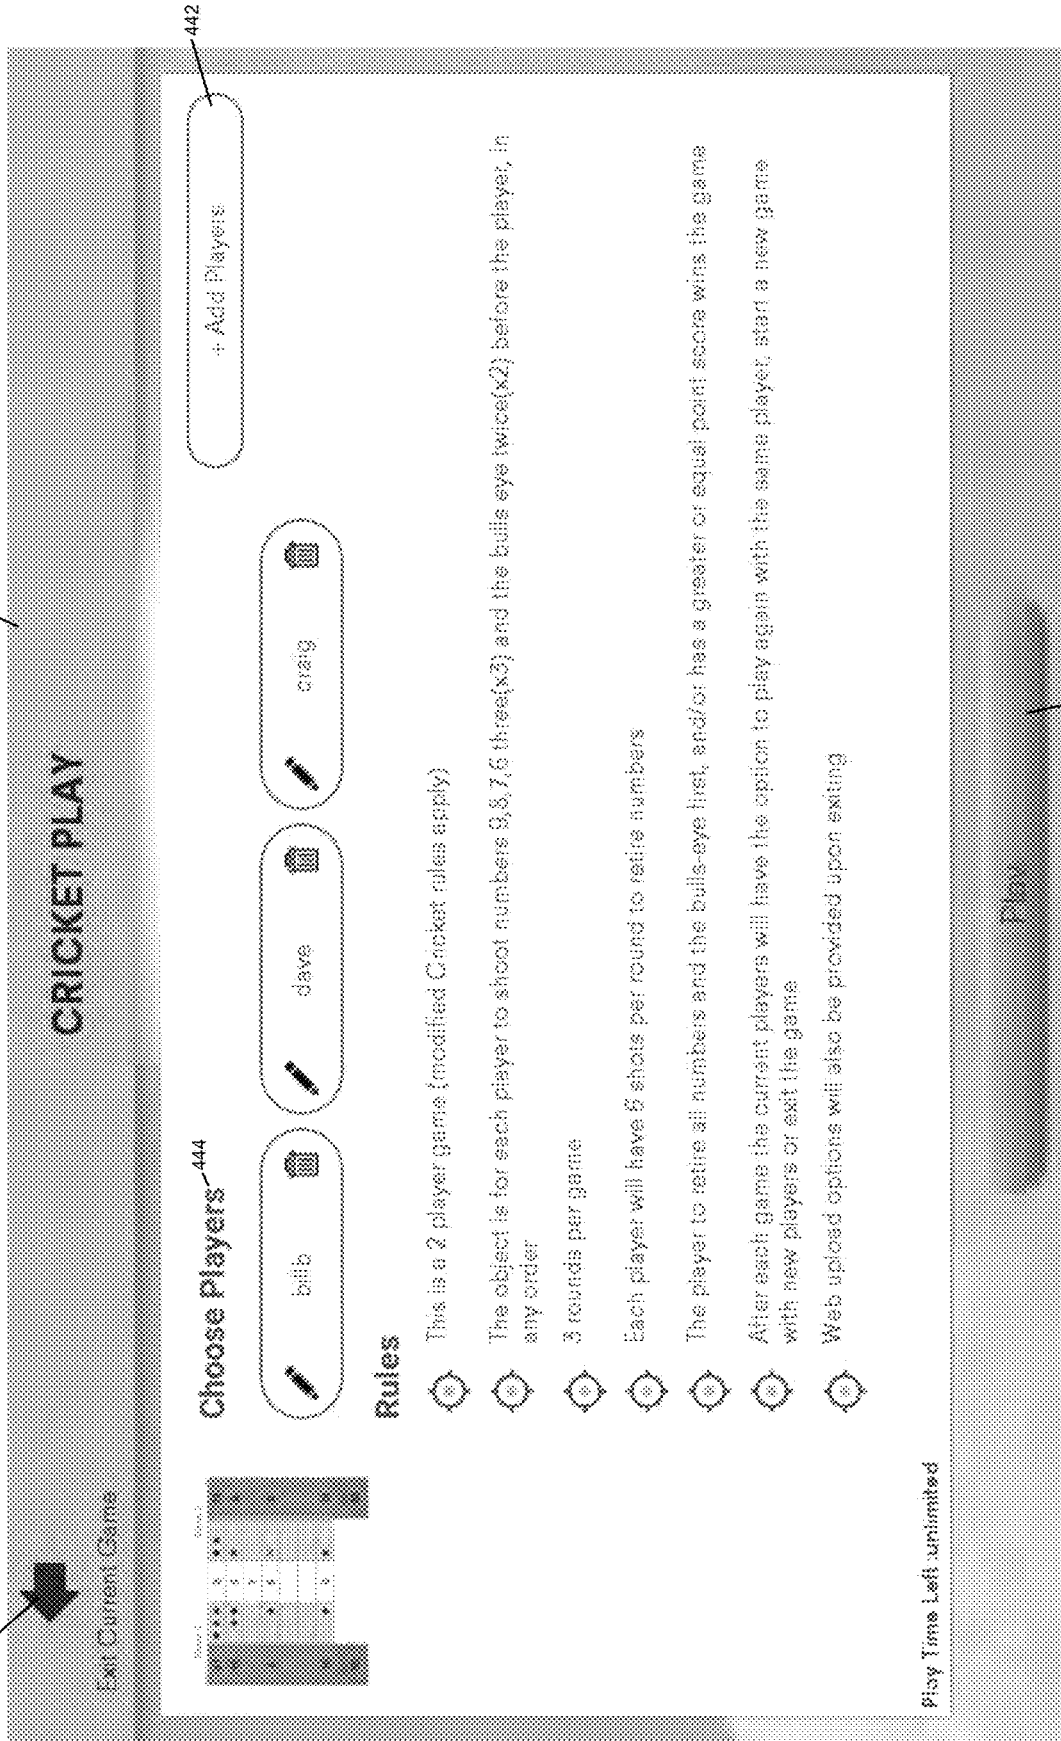 CRICKET PLAY
Exit Current Game
442
+ Add Players
Choose Players
444
billb
dave
craig
Rules
This is a 2 player game (modified Cricket rules apply)
The object is for each player to shoot numbers 9,8,7,6 three(x3) and the bulls eye twice(x2) before the player, in
any order
3 rounds per game
Each player will have 6 shots per round to retire numbers
The player to retire all numbers and the bulls-eye first, and/or has a greater or equal point score wins the game
After each game the current players will have the option to play again with the same player, start a new game
with new players or exit the game
Web upload options will also be provided upon exiting
Play Time Left :unlimited
Play